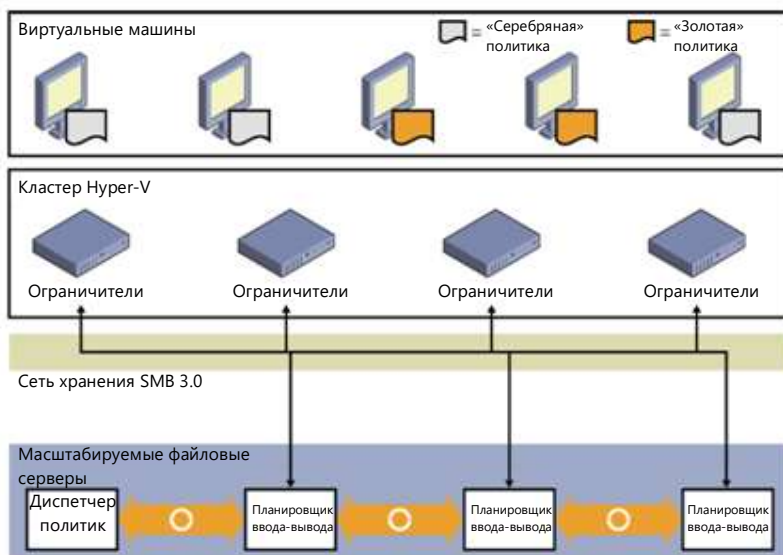 Виртуальные машины
= «Серебряная»
политика
= «Золотая»
политика
Кластер Hyper-V
Ограничители
Ограничители
Ограничители
Ограничители
Сеть хранения SMB 3.0
Масштабируемые файловые
серверы
Диспетчер
политик
Планировщик
ввода-вывода
Планировщик
ввода-вывода
Планировщик
ввода-вывода